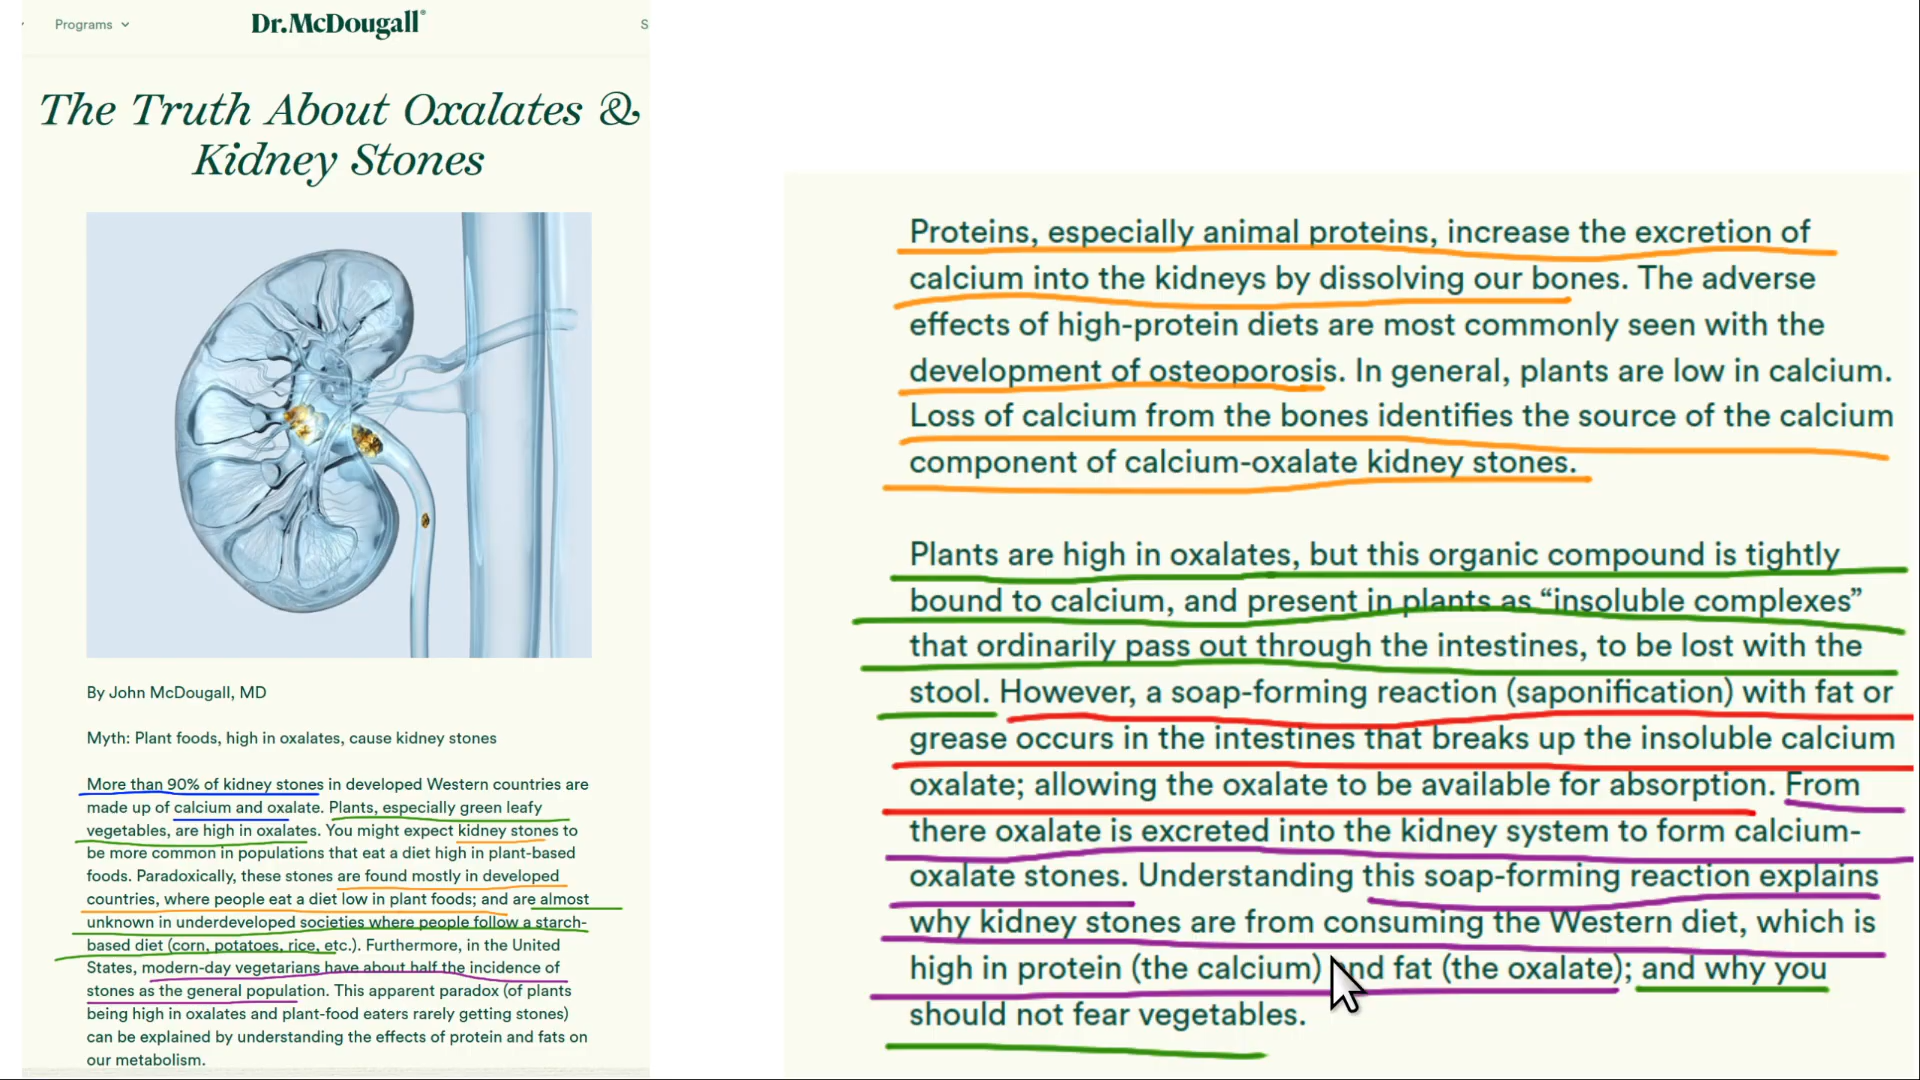 Programs
Dr.McDougall®
S
The Truth About Oxalates &
Kidney Stones
By John McDougall, MD
Myth: Plant foods, high in oxalates, cause kidney stones
More than 90% of kidney stones in developed Western countries are
made up of calcium and oxalate. Plants, especially green leafy
vegetables, are high in oxalates. You might expect kidney stones to
be more common in populations that eat a diet high in plant-based
foods. Paradoxically, these stones are found mostly in developed
countries, where people eat a diet low in plant foods; and are almost
unknown in underdeveloped societies where people follow a starch-
based diet (corn, potatoes, rice, etc.). Furthermore, in the United
States, modern-day vegetarians have about half the incidence of
stones as the general population. This apparent paradox (of plants
being high in oxalates and plant-food eaters rarely getting stones)
can be explained by understanding the effects of protein and fats on
our metabolism.
Proteins, especially animal proteins, increase the excretion of
calcium into the kidneys by dissolving our bones. The adverse
effects of high-protein diets are most commonly seen with the
development of osteoporosis. In general, plants are low in calcium.
Loss of calcium from the bones identifies the source of the calcium
component of calcium-oxalate kidney stones.
Plants are high in oxalates, but this organic compound is tightly
bound to calcium, and present in plants as “insoluble complexes”
that ordinarily pass out through the intestines, to be lost with the
stool. However, a soap-forming reaction (saponification) with fat or
grease occurs in the intestines that breaks up the insoluble calcium
oxalate; allowing the oxalate to be available for absorption. From
there oxalate is excreted into the kidney system to form calcium-
oxalate stones. Understanding this soap-forming reaction explains
why kidney stones are from consuming the Western diet, which is
high in protein (the calcium) and fat (the oxalate); and why you
should not fear vegetables.